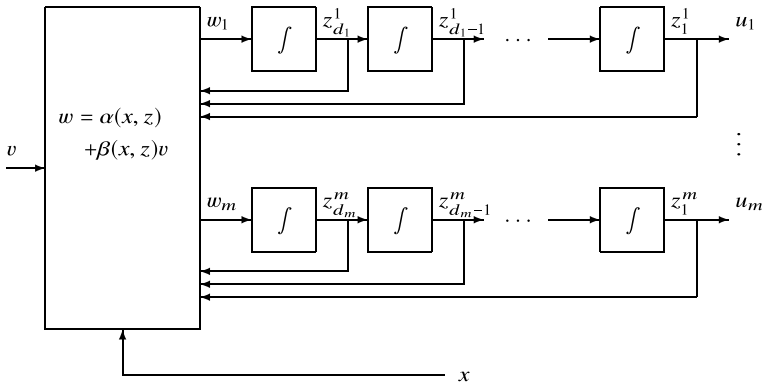 w₁ ∫ z¹_{d₁} ∫ z¹_{d₁−1} ⋯ ∫ z¹₁ u₁
w = α(x, z)
+β(x, z)v
v
⋮
w_m ∫ z^m_{d_m} ∫ z^m_{d_m−1} ⋯ ∫ z^m₁ u_m
x